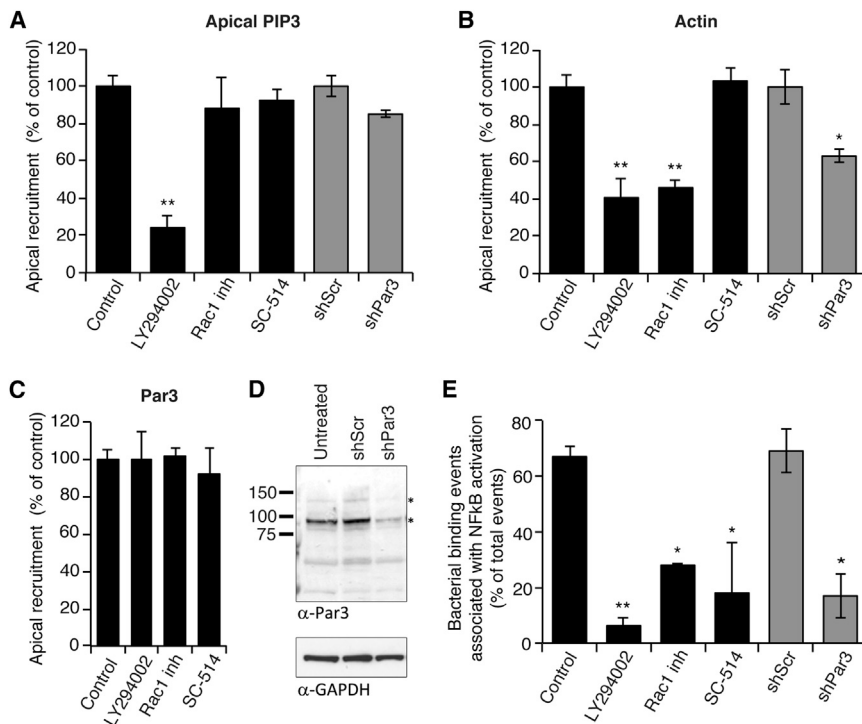 A
Apical PIP3
Apical recruitment (% of control)
120
100
80
60
40
20
0
**
Control
LY294002
Rac1 inh
SC-514
shScr
shPar3
B
Actin
Apical recruitment (% of control)
120
100
80
60
40
20
0
**
**
*
Control
LY294002
Rac1 inh
SC-514
shScr
shPar3
C
Par3
Apical recruitment (% of control)
120
100
80
60
40
20
0
Control
LY294002
Rac1 inh
SC-514
D
Untreated
shScr
shPar3
150
100
75
*
*
α-Par3
α-GAPDH
E
Bacterial binding events
associated with NFkB activation
(% of total events)
80
60
40
20
0
**
*
*
*
Control
LY294002
Rac1 inh
SC-514
shScr
shPar3